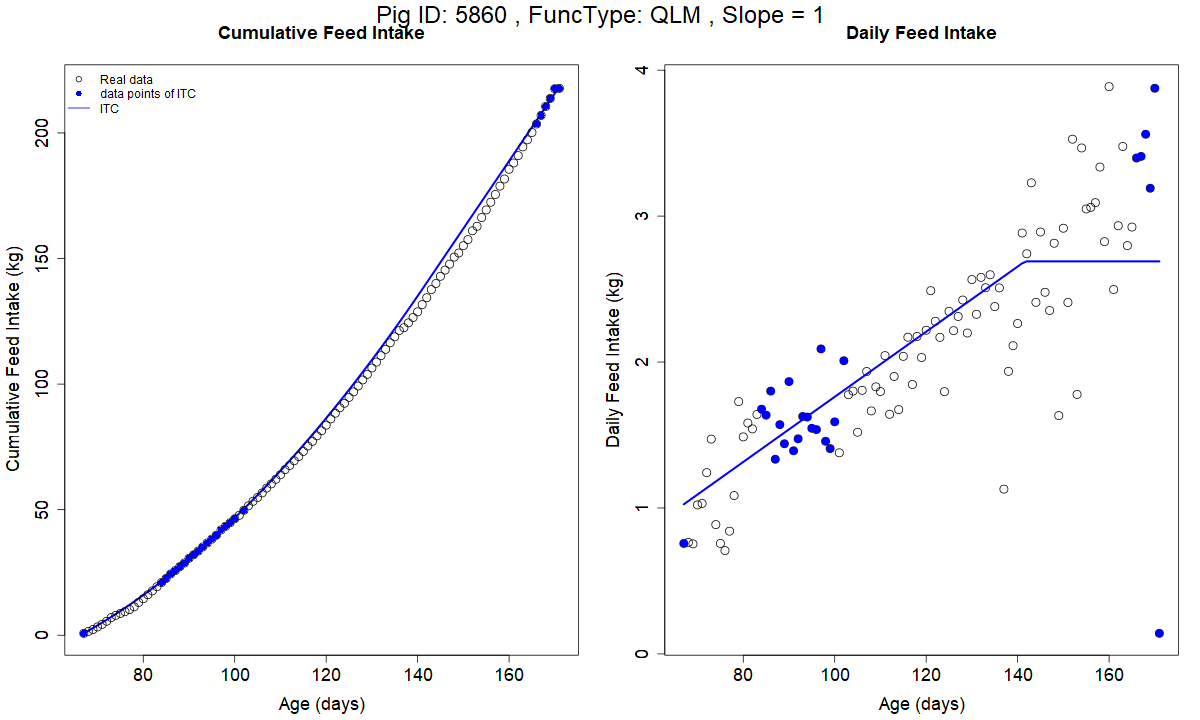 Pig ID: 5860 , FuncType: QLM , Slope = 1
Cumulative Feed Intake
Daily Feed Intake
Real data
data points of ITC
ITC
Cumulative Feed Intake (kg)
0
50
100
150
200
80
100
120
140
160
Age (days)
Daily Feed Intake (kg)
0
1
2
3
4
80
100
120
140
160
Age (days)